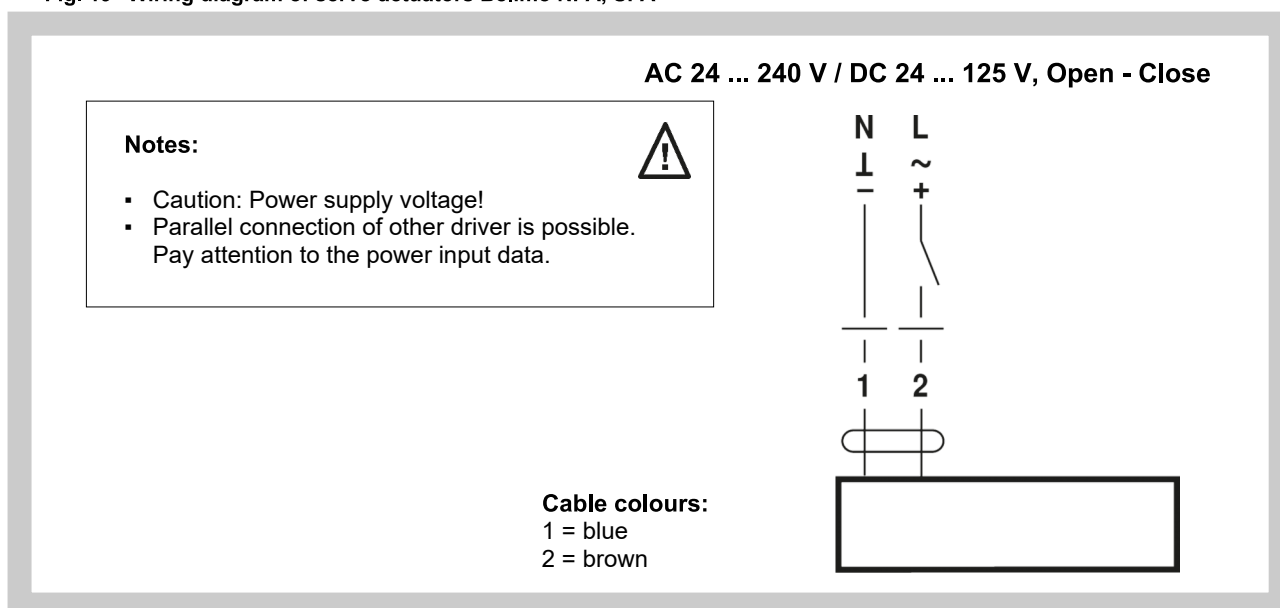 AC 24 ... 240 V / DC 24 ... 125 V, Open - Close
Notes:
▪ Caution: Power supply voltage!
▪ Parallel connection of other driver is possible.
Pay attention to the power input data.
N L
⊥ ~
− +
1 2
Cable colours:
1 = blue
2 = brown